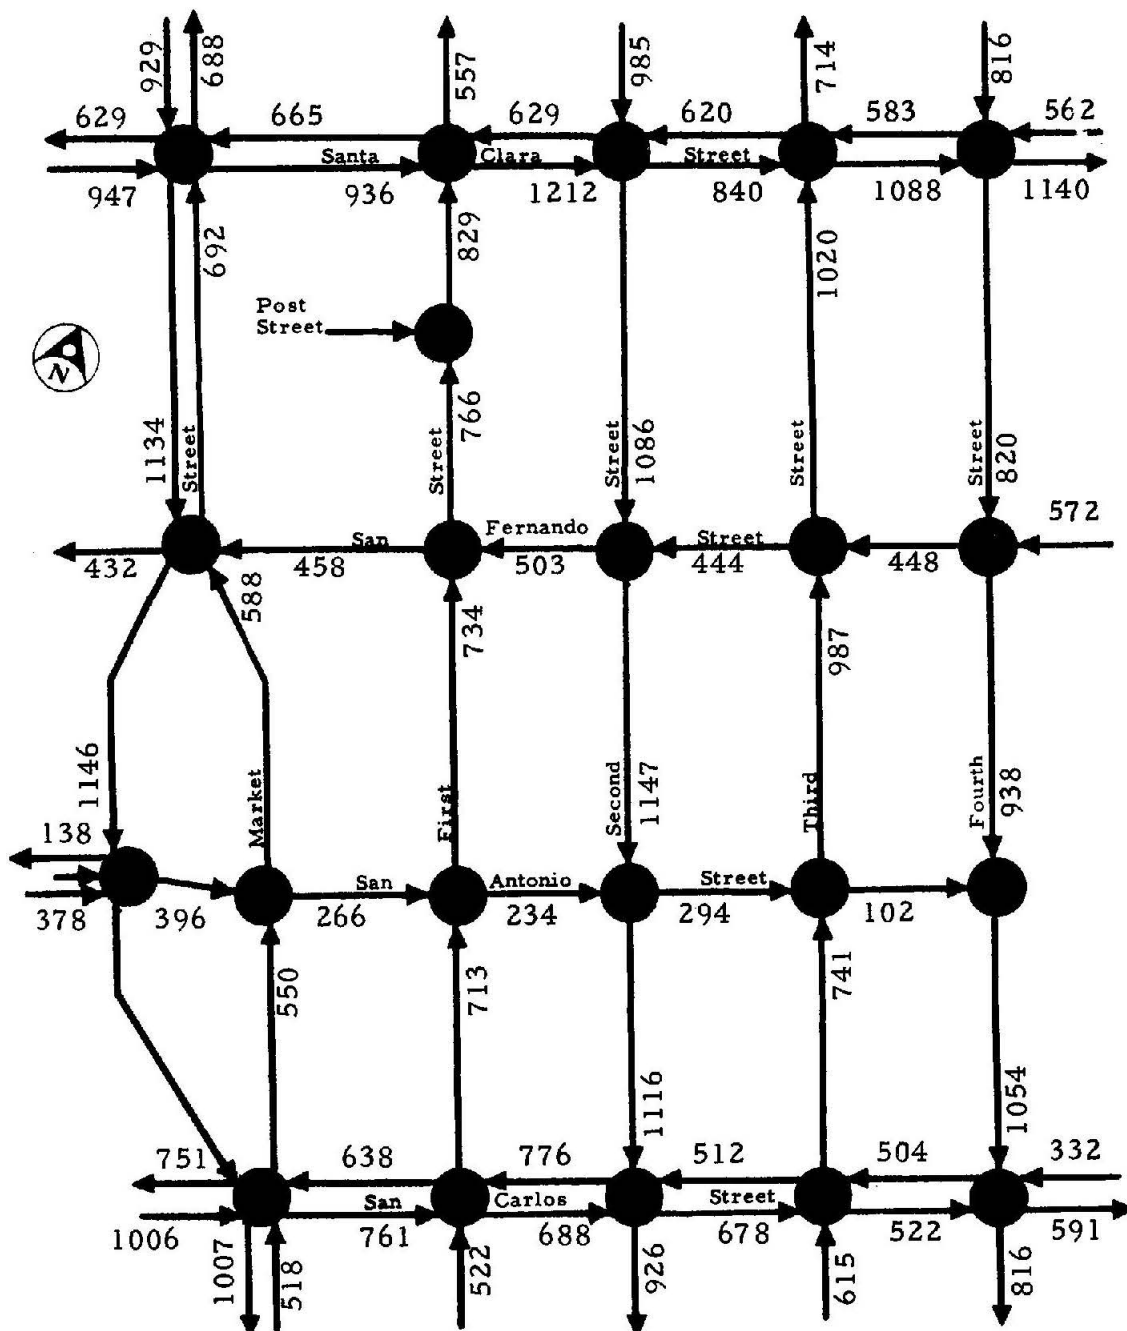 929 688 557 985 714 816
629 665 629 620 583 562
Santa Clara Street
947 936 1212 840 1088 1140
692 829 1020
Post
Street
N
766
1134 Street Street Street 1086 Street Street 820
572
Fernando
San Street
432 458 503 444 448
588
734 987
1146 Market First Second 1147 Third Fourth 938
138
San Antonio Street
378 396 266 234 294 102
550 713 741
1116 1054
751 638 776 512 504 332
San Carlos Street
1006 761 688 678 522 591
1007 518 522 926 615 816